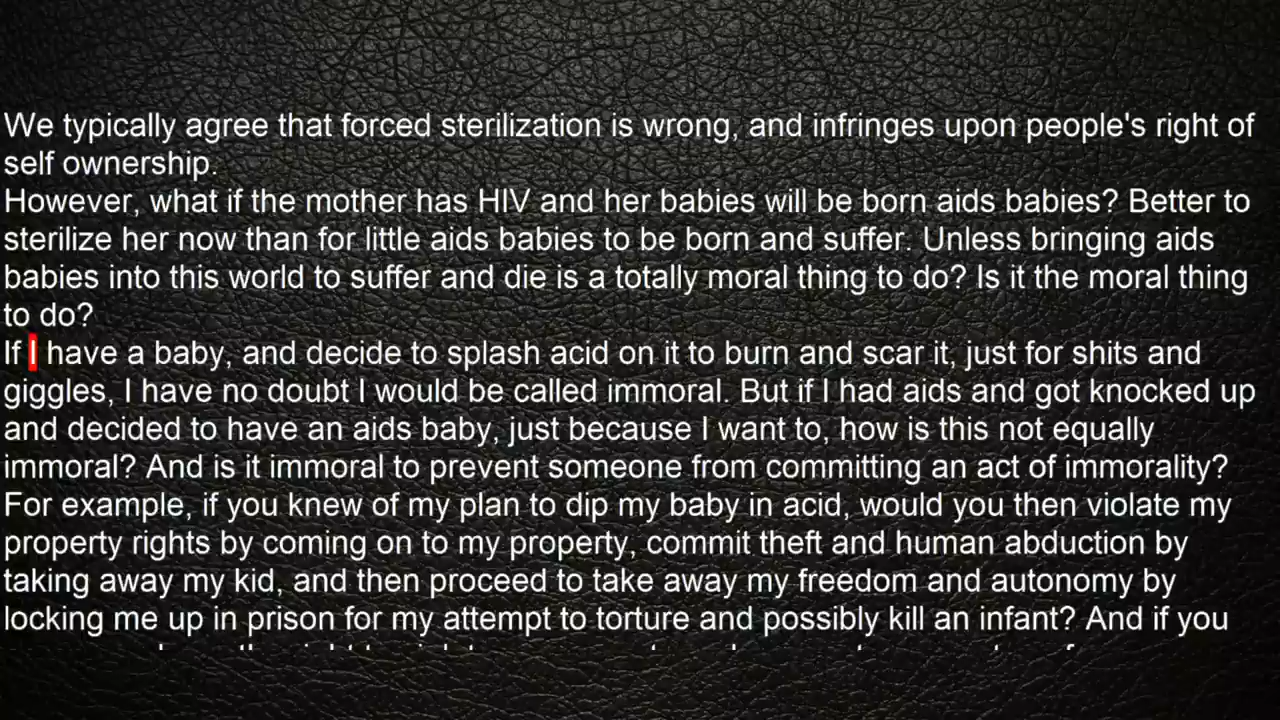 We typically agree that forced sterilization is wrong, and infringes upon people's right of
self ownership.
However, what if the mother has HIV and her babies will be born aids babies? Better to
sterilize her now than for little aids babies to be born and suffer. Unless bringing aids
babies into this world to suffer and die is a totally moral thing to do? Is it the moral thing
to do?
If I have a baby, and decide to splash acid on it to burn and scar it, just for shits and
giggles, I have no doubt I would be called immoral. But if I had aids and got knocked up
and decided to have an aids baby, just because I want to, how is this not equally
immoral? And is it immoral to prevent someone from committing an act of immorality?
For example, if you knew of my plan to dip my baby in acid, would you then violate my
property rights by coming on to my property, commit theft and human abduction by
taking away my kid, and then proceed to take away my freedom and autonomy by
locking me up in prison for my attempt to torture and possibly kill an infant? And if you